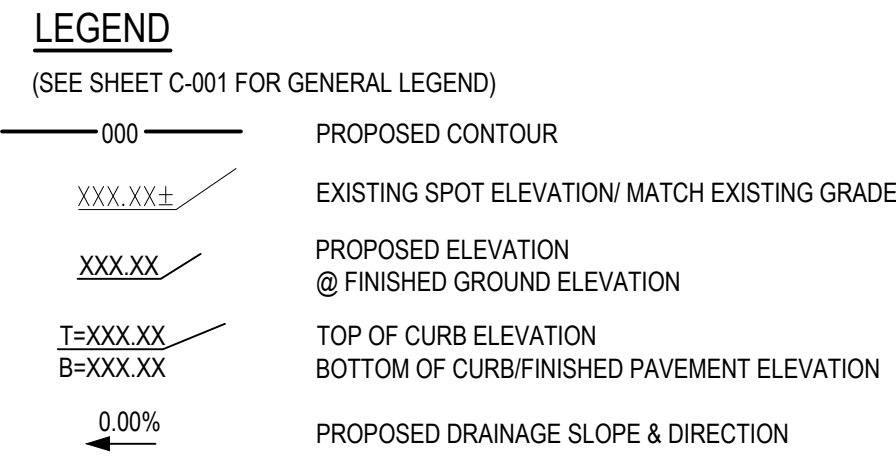 LEGEND
(SEE SHEET C-001 FOR GENERAL LEGEND)
000 PROPOSED CONTOUR
XXX.XX± EXISTING SPOT ELEVATION/ MATCH EXISTING GRADE
XXX.XX PROPOSED ELEVATION
@ FINISHED GROUND ELEVATION
T=XXX.XX TOP OF CURB ELEVATION
B=XXX.XX BOTTOM OF CURB/FINISHED PAVEMENT ELEVATION
0.00% PROPOSED DRAINAGE SLOPE & DIRECTION